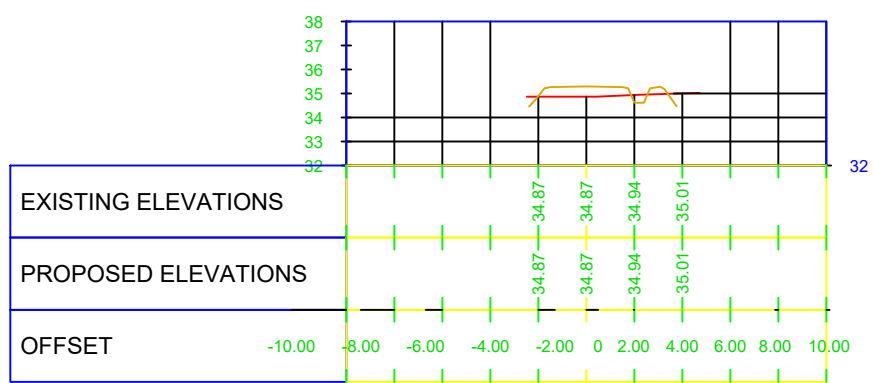 38
37
36
35
34
33
32
32
EXISTING ELEVATIONS 34.87 34.87 34.94 35.01
PROPOSED ELEVATIONS 34.87 34.87 34.94 35.01
OFFSET -10.00 -8.00 -6.00 -4.00 -2.00 0 2.00 4.00 6.00 8.00 10.00